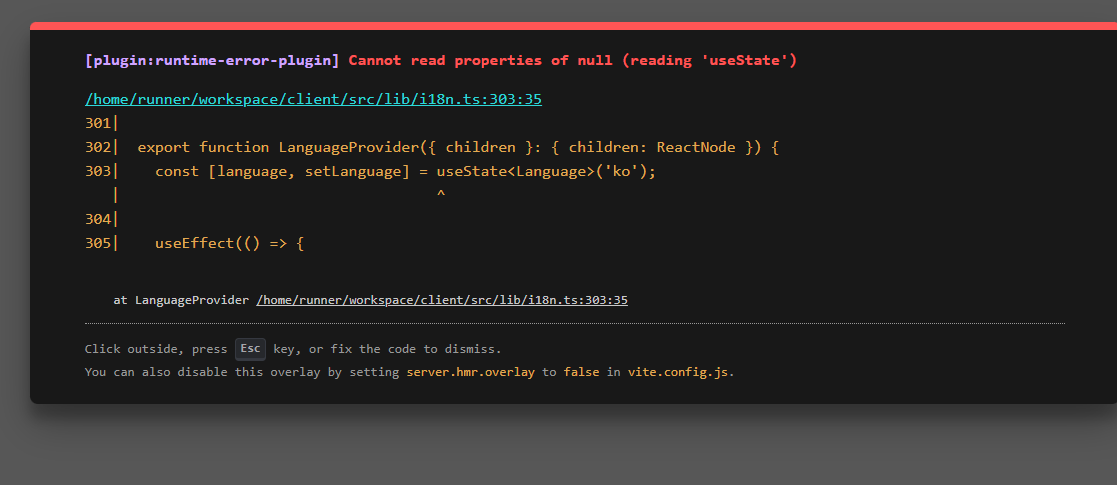 [plugin:runtime-error-plugin] Cannot read properties of null (reading 'useState')
/home/runner/workspace/client/src/lib/i18n.ts:303:35
301|
302|  export function LanguageProvider({ children }: { children: ReactNode }) {
303|    const [language, setLanguage] = useState<Language>('ko');
   |                                    ^
304|
305|    useEffect(() => {
at LanguageProvider /home/runner/workspace/client/src/lib/i18n.ts:303:35
Click outside, press Esc key, or fix the code to dismiss.
You can also disable this overlay by setting server.hmr.overlay to false in vite.config.js.